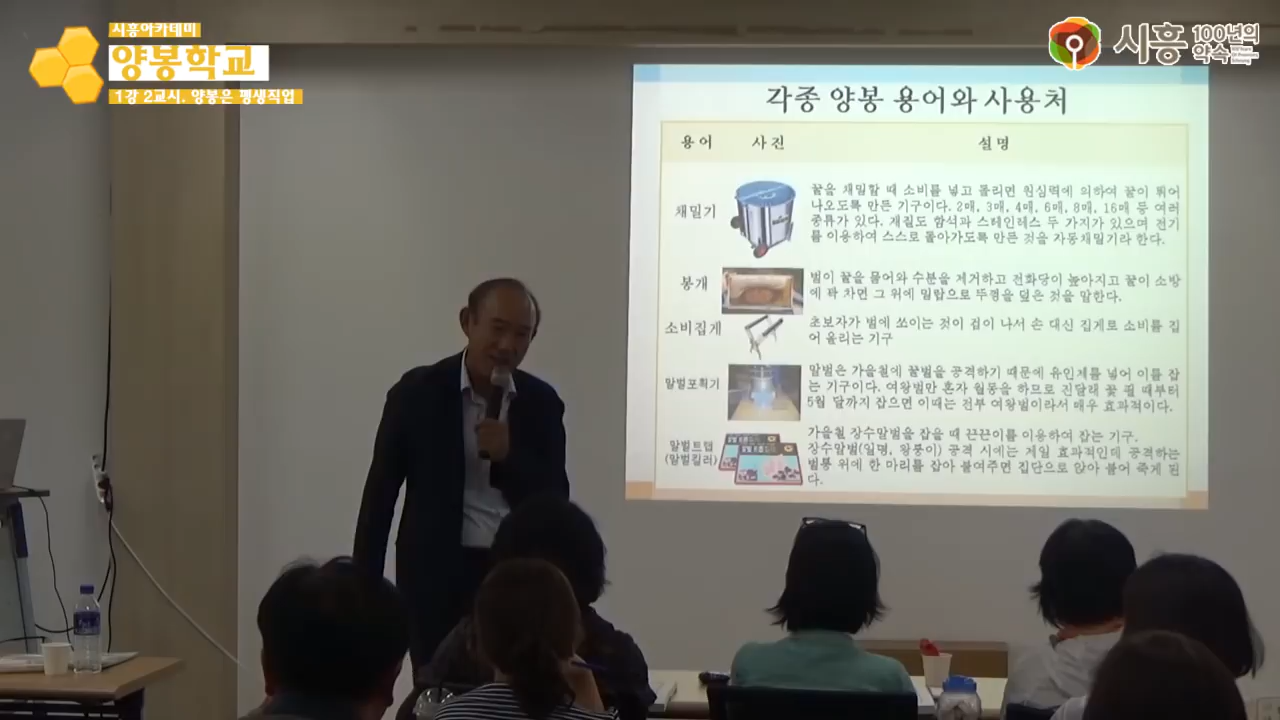 시흥아카데미
양봉학교
1강 2교시. 양봉은 평생직업
시흥 100년의
약속
각종 양봉 용어와 사용처
용어 사진 설명
채밀기
꿀을 채밀할 때 소비를 넣고 돌리면 원심력에 의하여 꿀이 튀어
나오도록 만든 기구이다. 2매, 3매, 4매, 6매, 8매, 16매 등 여러
종류가 있다. 재질도 함석과 스테인레스 두 가지가 있으며 전기
를 이용하여 스스로 돌아가도록 만든 것을 자동채밀기라 한다.
봉개
벌이 꿀을 물어와 수분을 제거하고 전화당이 높아지고 꿀이 소방
에 꽉 차면 그 위에 밀랍으로 뚜껑을 덮은 것을 말한다.
소비집게
초보자가 벌에 쏘이는 것이 겁이 나서 손 대신 집게로 소비를 집
어 올리는 기구
말벌포획기
말벌은 가을철에 꿀벌을 공격하기 때문에 유인제를 넣어 이를 잡
는 기구이다. 여왕벌만 혼자 월동을 하므로 진달래 꽃 필 때부터
5월 달까지 잡으면 이때는 전부 여왕벌이라서 매우 효과적이다.
말벌트랩
(말벌킬러)
가을철 장수말벌을 잡을 때 끈끈이를 이용하여 잡는 기구.
장수말벌(일명, 왕퉁이) 공격 시에는 제일 효과적인데 공격하는
벌통 위에 한 마리를 잡아 붙여주면 집단으로 앉아 붙어 죽게 된
다.